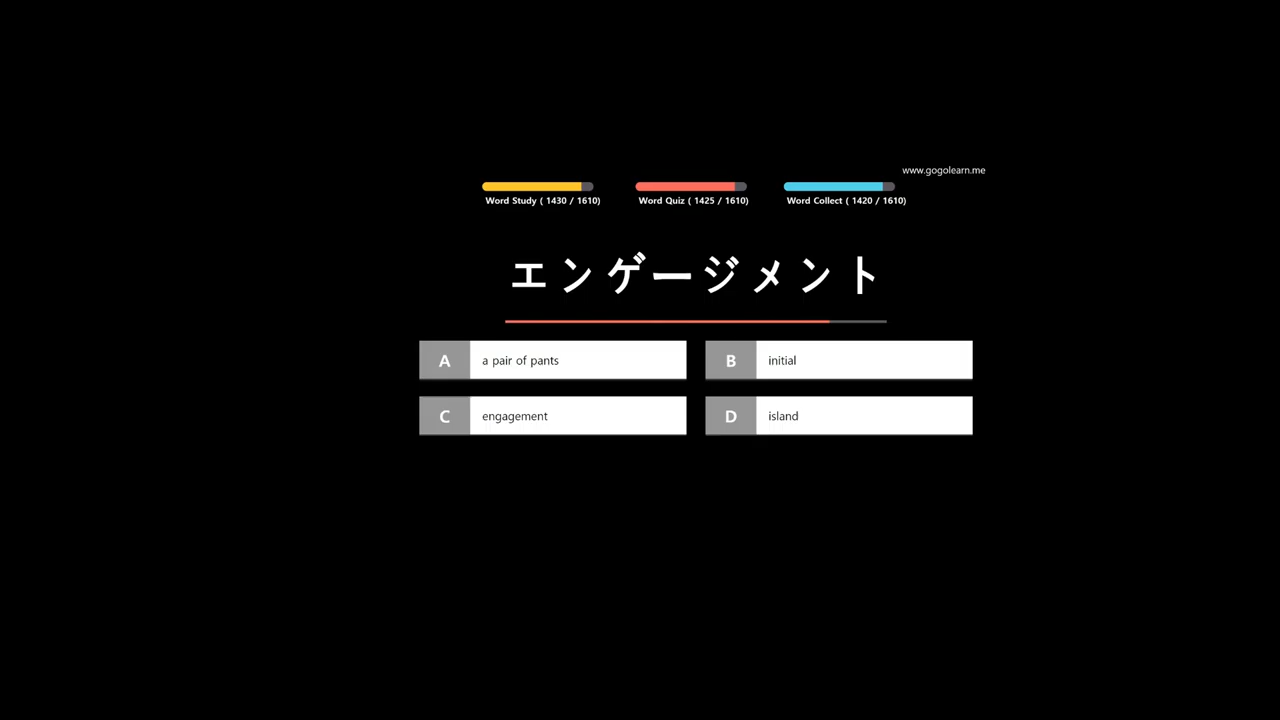 www.gogolearn.me
Word Study ( 1430 / 1610)
Word Quiz ( 1425 / 1610)
Word Collect ( 1420 / 1610)
エンゲージメント
A a pair of pants
B initial
C engagement
D island